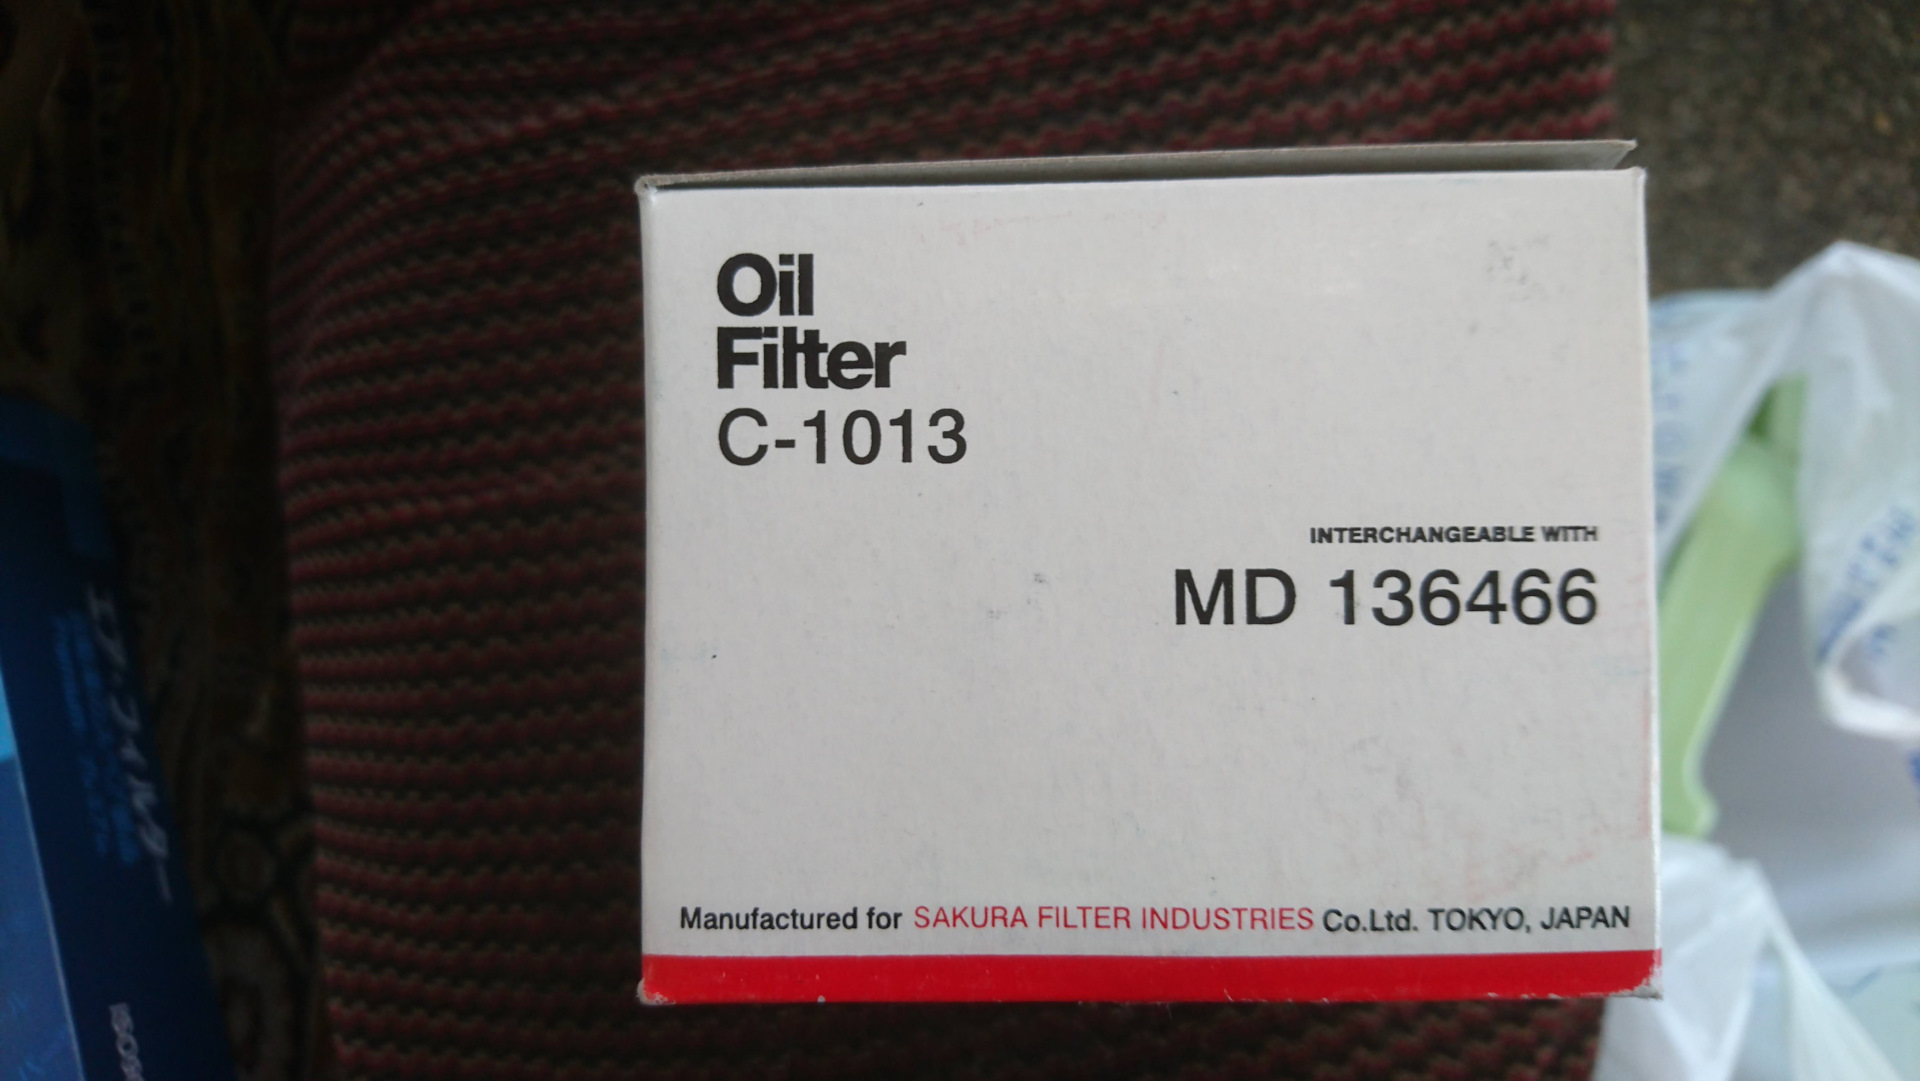 Oil
Filter
C-1013
INTERCHANGEABLE WITH
MD 136466
Manufactured for SAKURA FILTER INDUSTRIES Co.Ltd. TOKYO, JAPAN